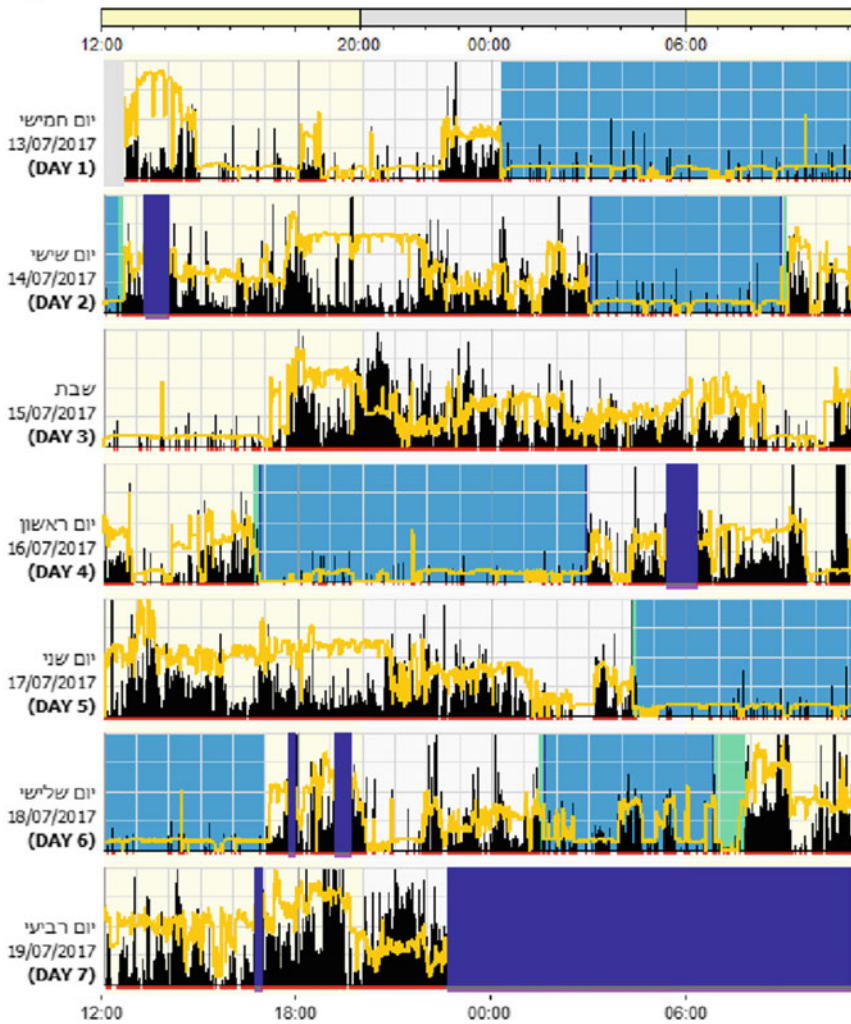 12:00 20:00 00:00 06:00
יום חמישי
13/07/2017
(DAY 1)
יום שישי
14/07/2017
(DAY 2)
שבת
15/07/2017
(DAY 3)
יום ראשון
16/07/2017
(DAY 4)
יום שני
17/07/2017
(DAY 5)
יום שלישי
18/07/2017
(DAY 6)
יום רביעי
19/07/2017
(DAY 7)
12:00 18:00 00:00 06:00